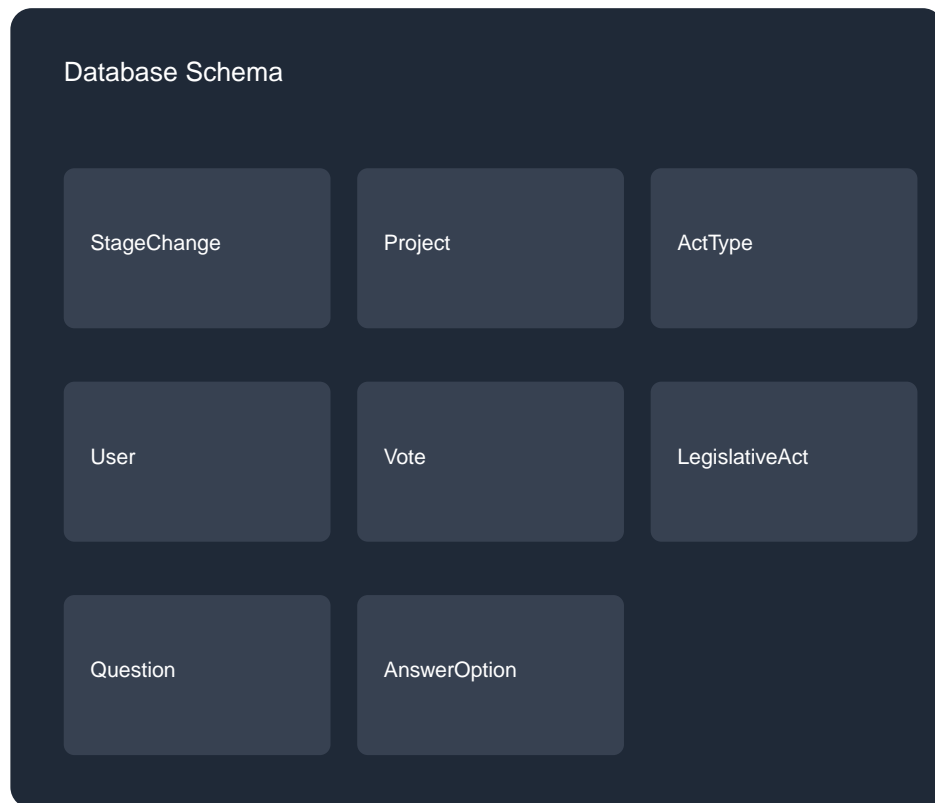 Database Schema
StageChange
Project
ActType
User
Vote
LegislativeAct
Question
AnswerOption